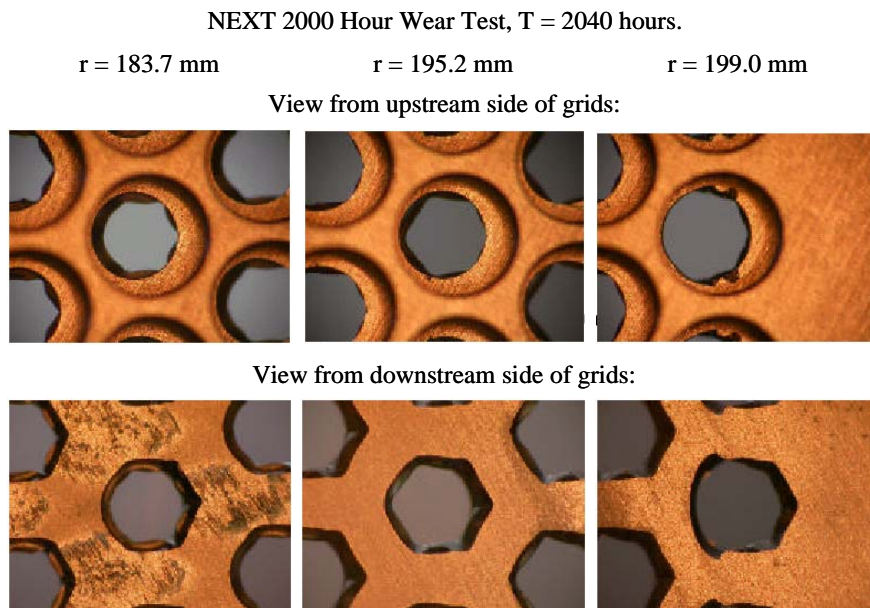 NEXT 2000 Hour Wear Test, T = 2040 hours.
r = 183.7 mm r = 195.2 mm r = 199.0 mm
View from upstream side of grids:
View from downstream side of grids: